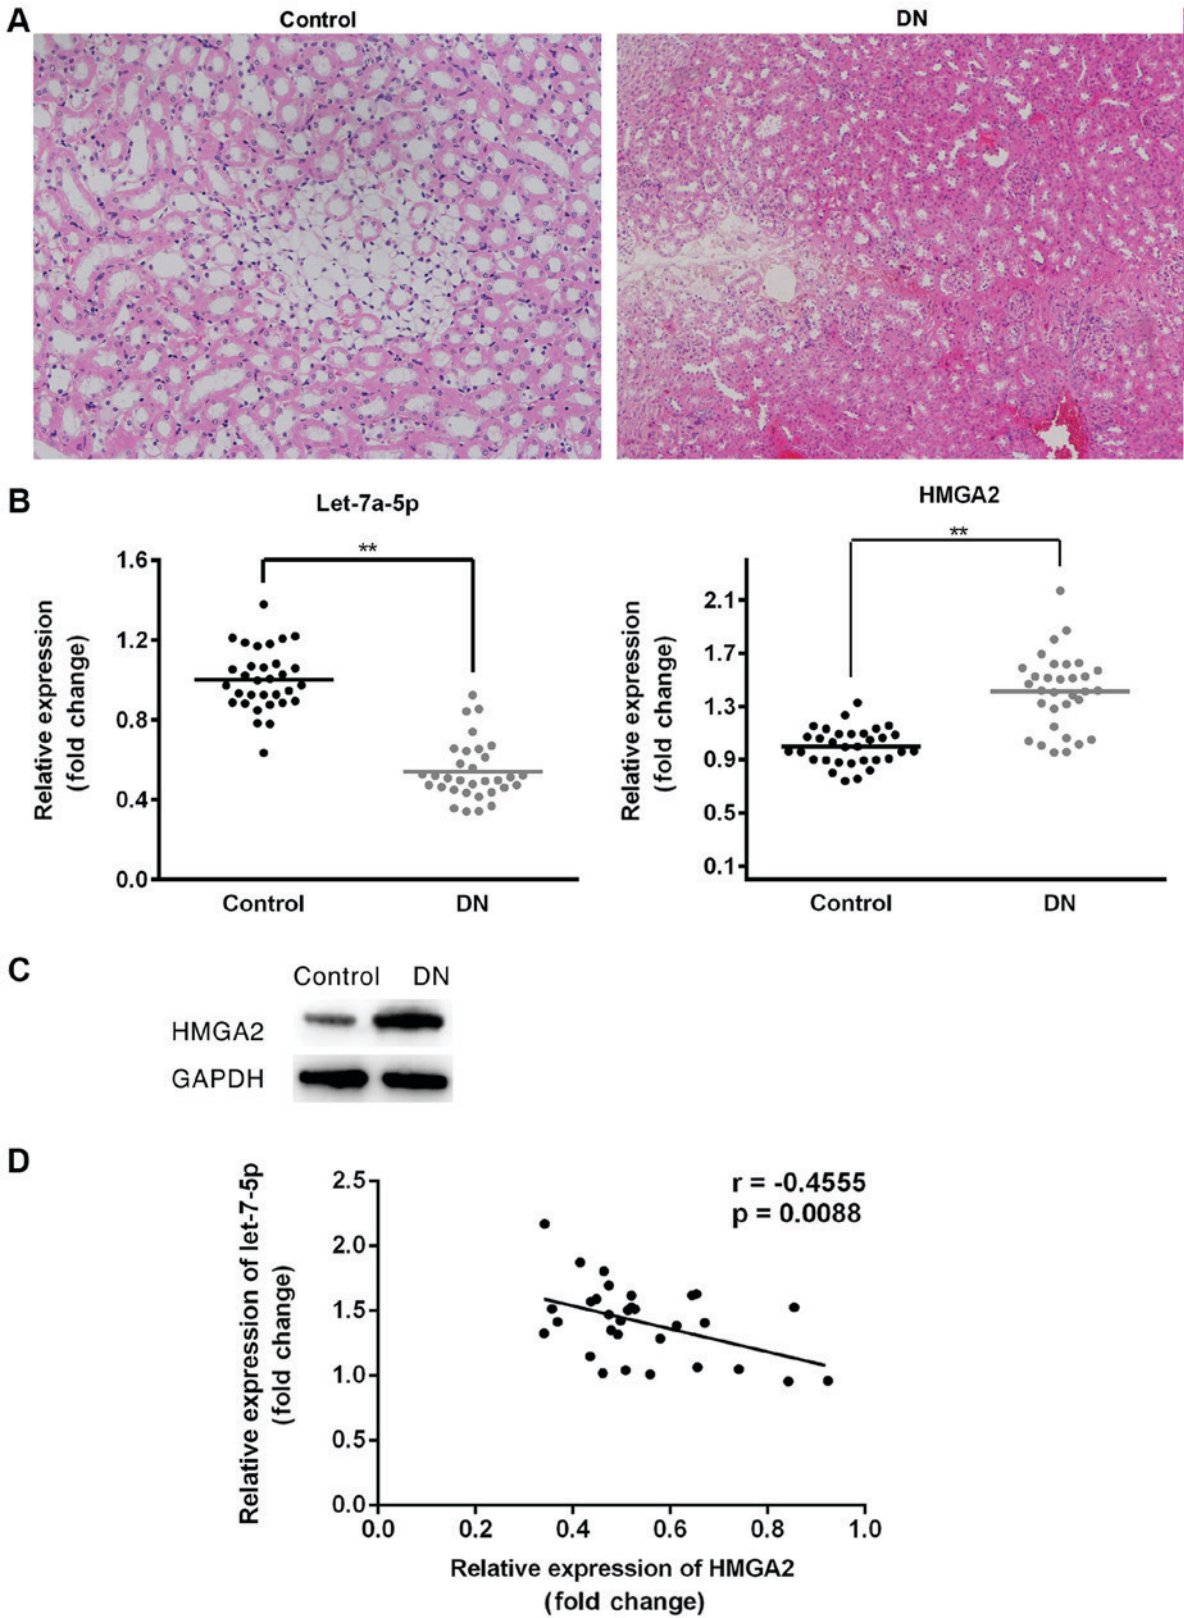 A
Control
DN
B
Let-7a-5p
**
Relative expression
(fold change)
1.6
1.2
0.8
0.4
0.0
Control
DN
HMGA2
**
Relative expression
(fold change)
2.1
1.7
1.3
0.9
0.5
0.1
Control
DN
C
Control
DN
HMGA2
GAPDH
D
Relative expression of let-7-5p
(fold change)
2.5
2.0
1.5
1.0
0.5
0.0
r = -0.4555
p = 0.0088
0.0
0.2
0.4
0.6
0.8
1.0
Relative expression of HMGA2
(fold change)